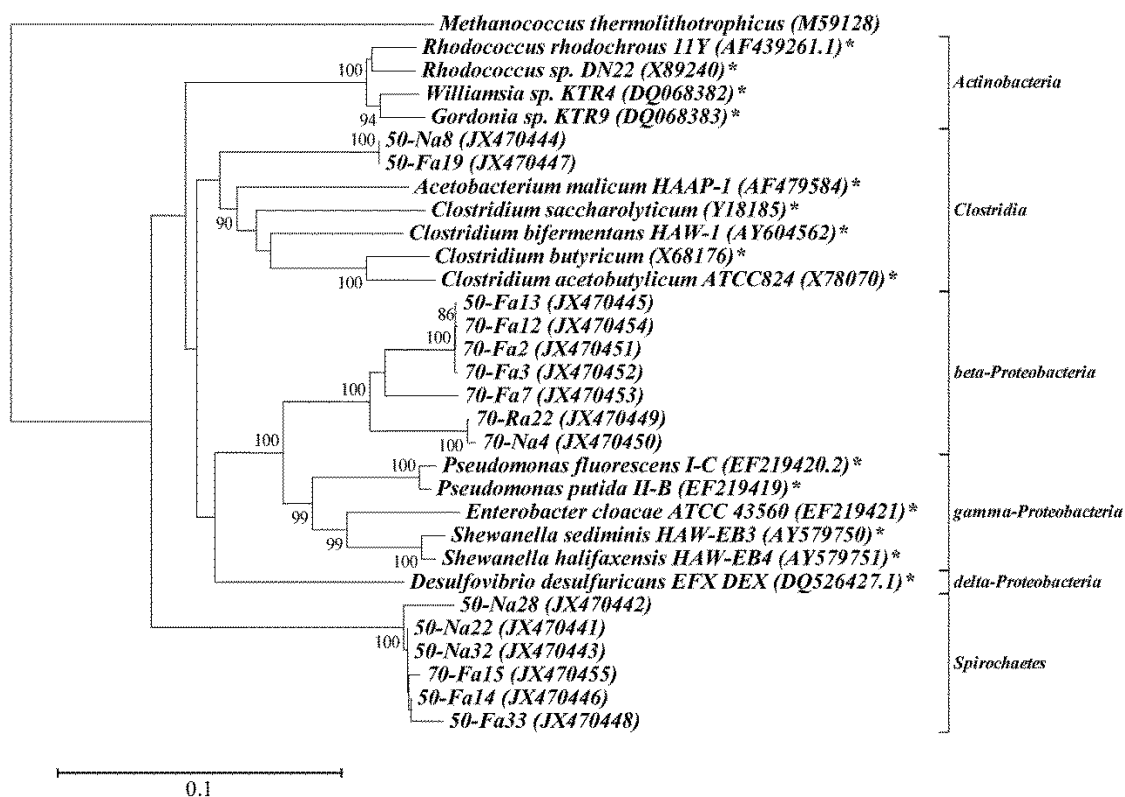 Methanococcus thermolithotrophicus (M59128)
Rhodococcus rhodochrous 11Y (AF439261.1)*
100
Rhodococcus sp. DN22 (X89240)*
Actinobacteria
Williamsia sp. KTR4 (DQ068382)*
94
Gordonia sp. KTR9 (DQ068383)*
100
50-Na8 (JX470444)
50-Fa19 (JX470447)
Acetobacterium malicum HAAP-1 (AF479584)*
90
Clostridium saccharolyticum (Y18185)*
Clostridia
Clostridium bifermentans HAW-1 (AY604562)*
Clostridium butyricum (X68176)*
100
Clostridium acetobutylicum ATCC824 (X78070)*
50-Fa13 (JX470445)
86
70-Fa12 (JX470454)
100
70-Fa2 (JX470451)
70-Fa3 (JX470452)
beta-Proteobacteria
100
70-Fa7 (JX470453)
70-Ra22 (JX470449)
100
100
70-Na4 (JX470450)
100
Pseudomonas fluorescens I-C (EF219420.2)*
Pseudomonas putida II-B (EF219419)*
99
Enterobacter cloacae ATCC 43560 (EF219421)*
gamma-Proteobacteria
99
Shewanella sediminis HAW-EB3 (AY579750)*
100
Shewanella halifaxensis HAW-EB4 (AY579751)*
Desulfovibrio desulfuricans EFX DEX (DQ526427.1)*
delta-Proteobacteria
50-Na28 (JX470442)
100
50-Na22 (JX470441)
50-Na32 (JX470443)
Spirochaetes
70-Fa15 (JX470455)
50-Fa14 (JX470446)
50-Fa33 (JX470448)
0.1